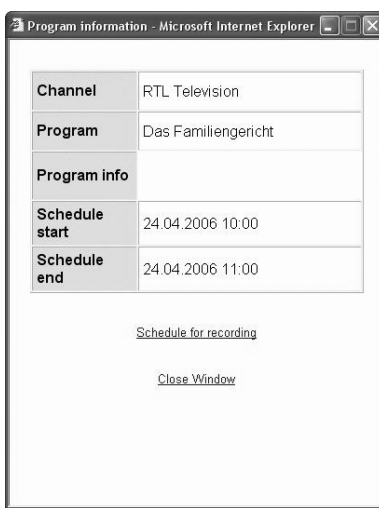 Program information - Microsoft Internet Explorer
Channel RTL Television
Program Das Familiengericht
Program info
Schedule
start 24.04.2006 10:00
Schedule
end 24.04.2006 11:00
Schedule for recording
Close Window